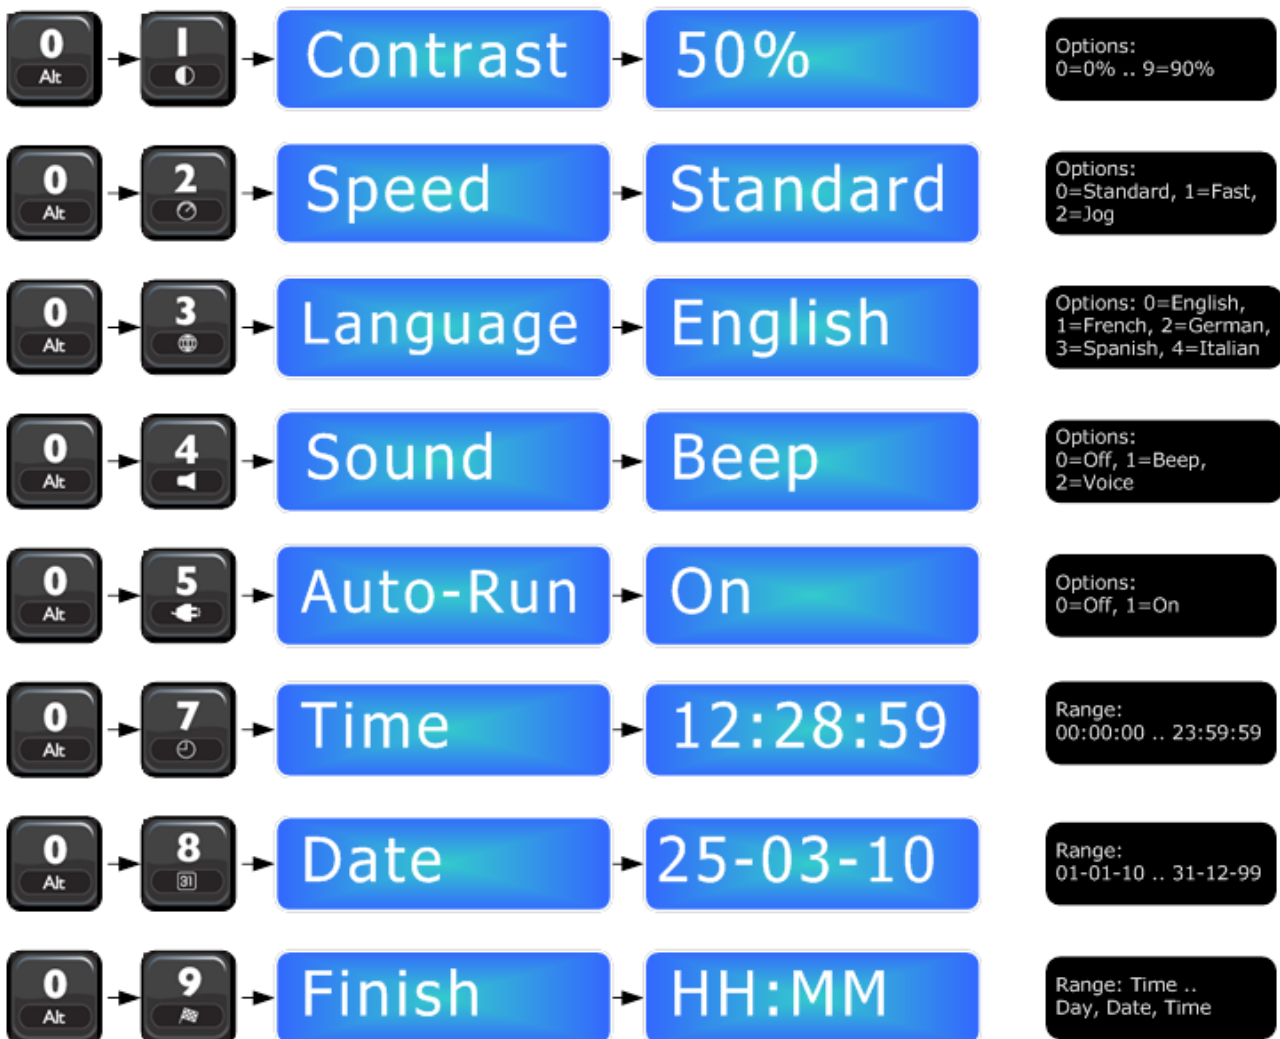 0 1 Contrast 50% Options:
Alt 0=0% .. 9=90%
0 2 Speed Standard Options:
Alt 0=Standard, 1=Fast,
2=Jog
0 3 Language English Options: 0=English,
Alt 1=French, 2=German,
3=Spanish, 4=Italian
0 4 Sound Beep Options:
Alt 0=Off, 1=Beep,
2=Voice
0 5 Auto-Run On Options:
Alt 0=Off, 1=On
0 7 Time 12:28:59 Range:
Alt 00:00:00 .. 23:59:59
0 8 Date 25-03-10 Range:
Alt 31 01-01-10 .. 31-12-99
0 9 Finish HH:MM Range: Time ..
Alt Day, Date, Time